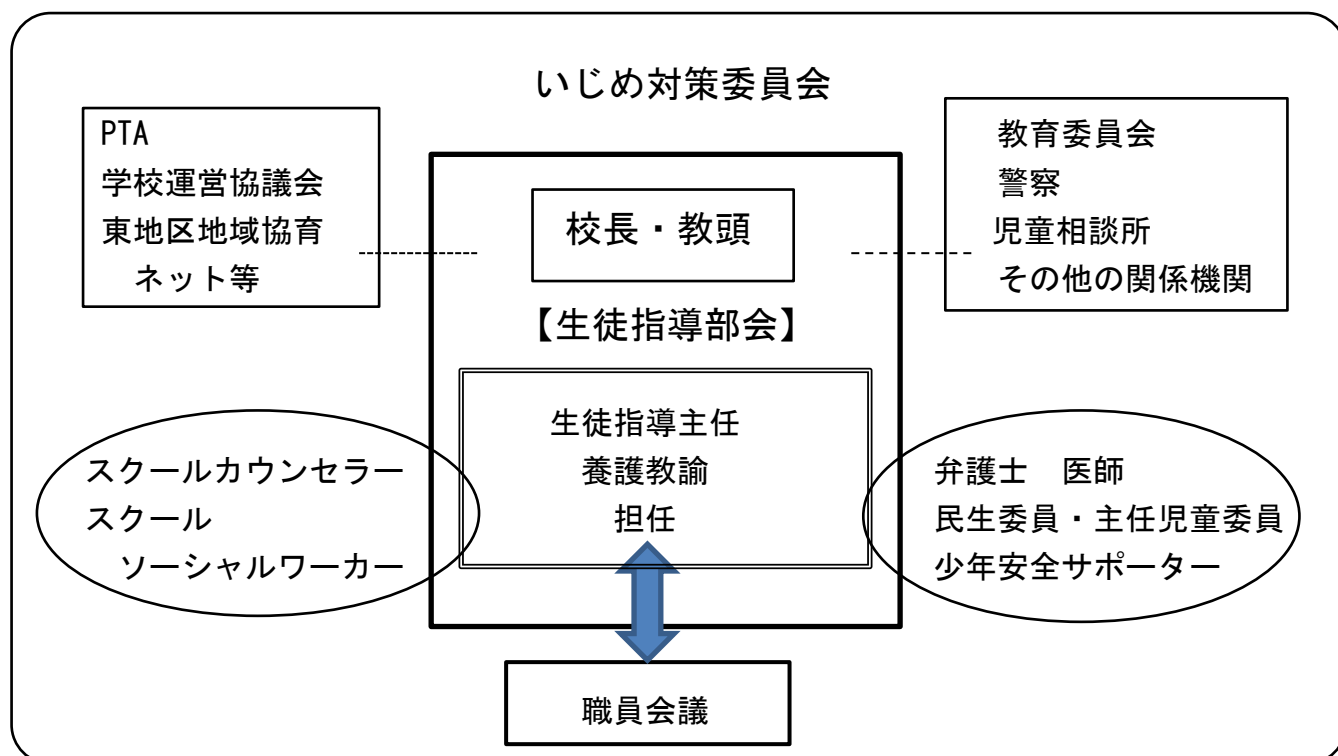 いじめ対策委員会
PTA
学校運営協議会
東地区地域協育
ネット等
校長・教頭
【生徒指導部会】
生徒指導主任
養護教諭
担任
教育委員会
警察
児童相談所
その他の関係機関
スクールカウンセラー
スクール
ソーシャルワーカー
弁護士　医師
民生委員・主任児童委員
少年安全サポーター
職員会議